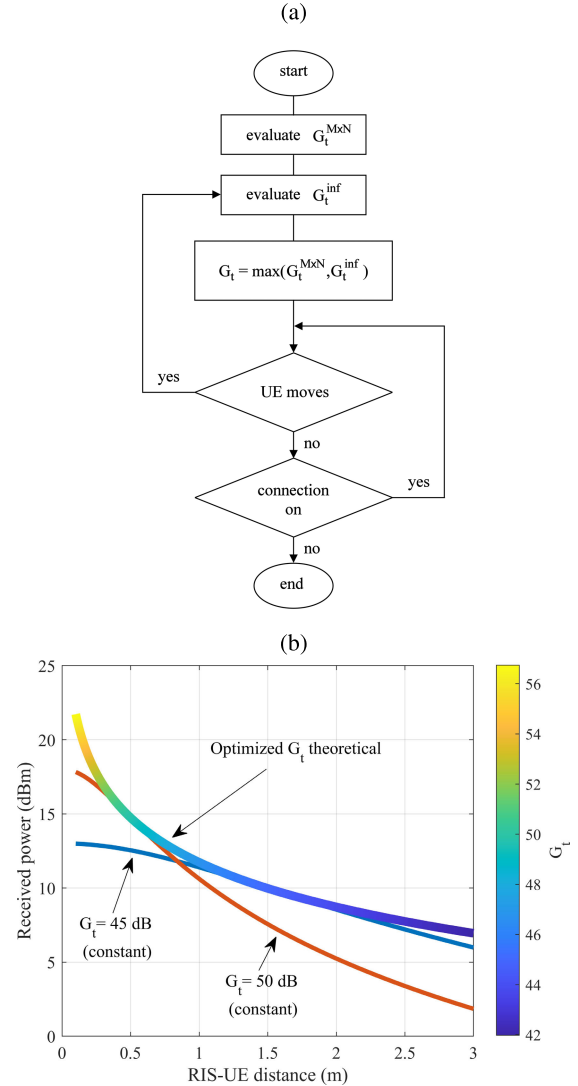 (a)
start
evaluate G_t^MxN
evaluate G_t^inf
G_t = max(G_t^MxN,G_t^inf)
yes
UE moves
no
yes
connection
on
no
end
(b)
25
20
15
10
5
0
Received power (dBm)
Optimized G_t theoretical
G_t= 45 dB
(constant)
G_t= 50 dB
(constant)
0
0.5
1
1.5
2
2.5
3
RIS-UE distance (m)
56
54
52
50
48
46
44
42
G_t